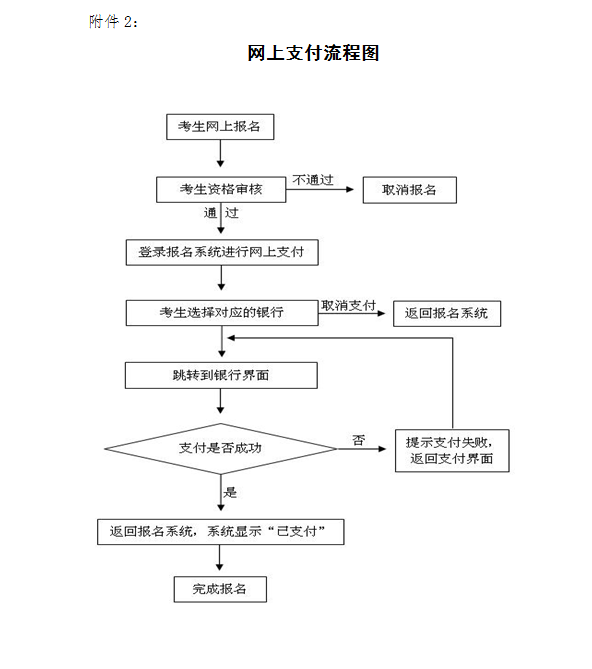 附件 2：
网上支付流程图
考生网上报名
考生资格审核
不通过
取消报名
通 过
登录报名系统进行网上支付
考生选择对应的银行
取消支付
返回报名系统
跳转到银行界面
支付是否成功
否
提示支付失败，
返回支付界面
是
返回报名系统，系统显示“已支付”
完成报名